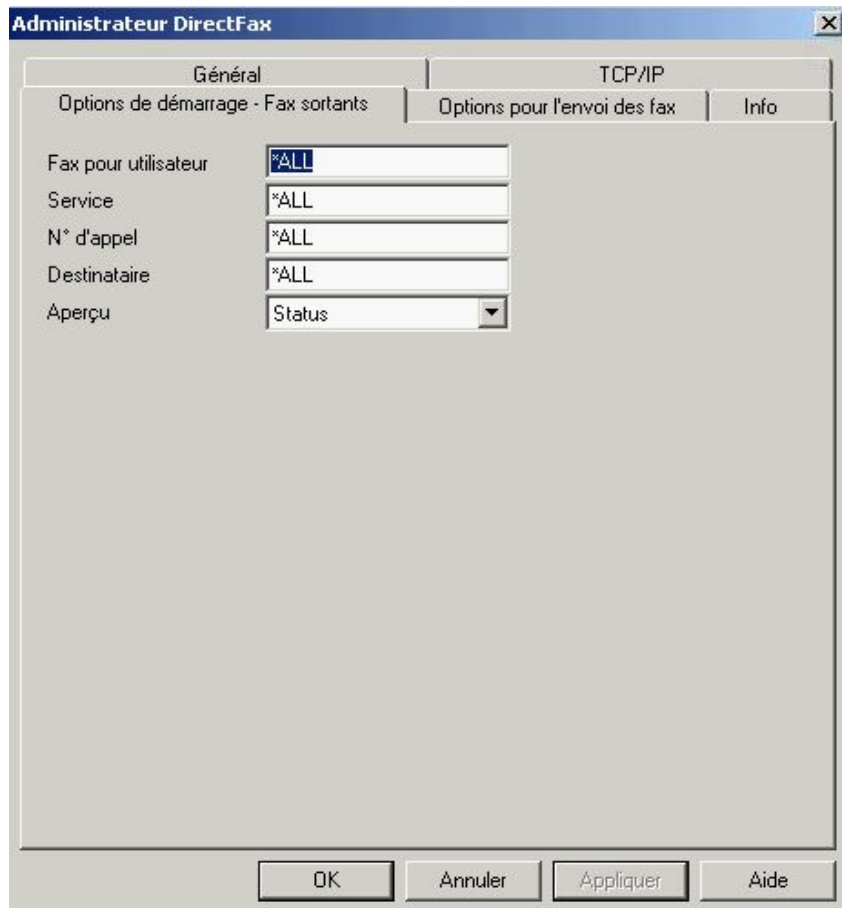 Administrateur DirectFax
Général TCP/IP
Options de démarrage - Fax sortants Options pour l'envoi des fax Info
Fax pour utilisateur *ALL
Service *ALL
N° d'appel *ALL
Destinataire *ALL
Aperçu Status
OK Annuler Appliquer Aide